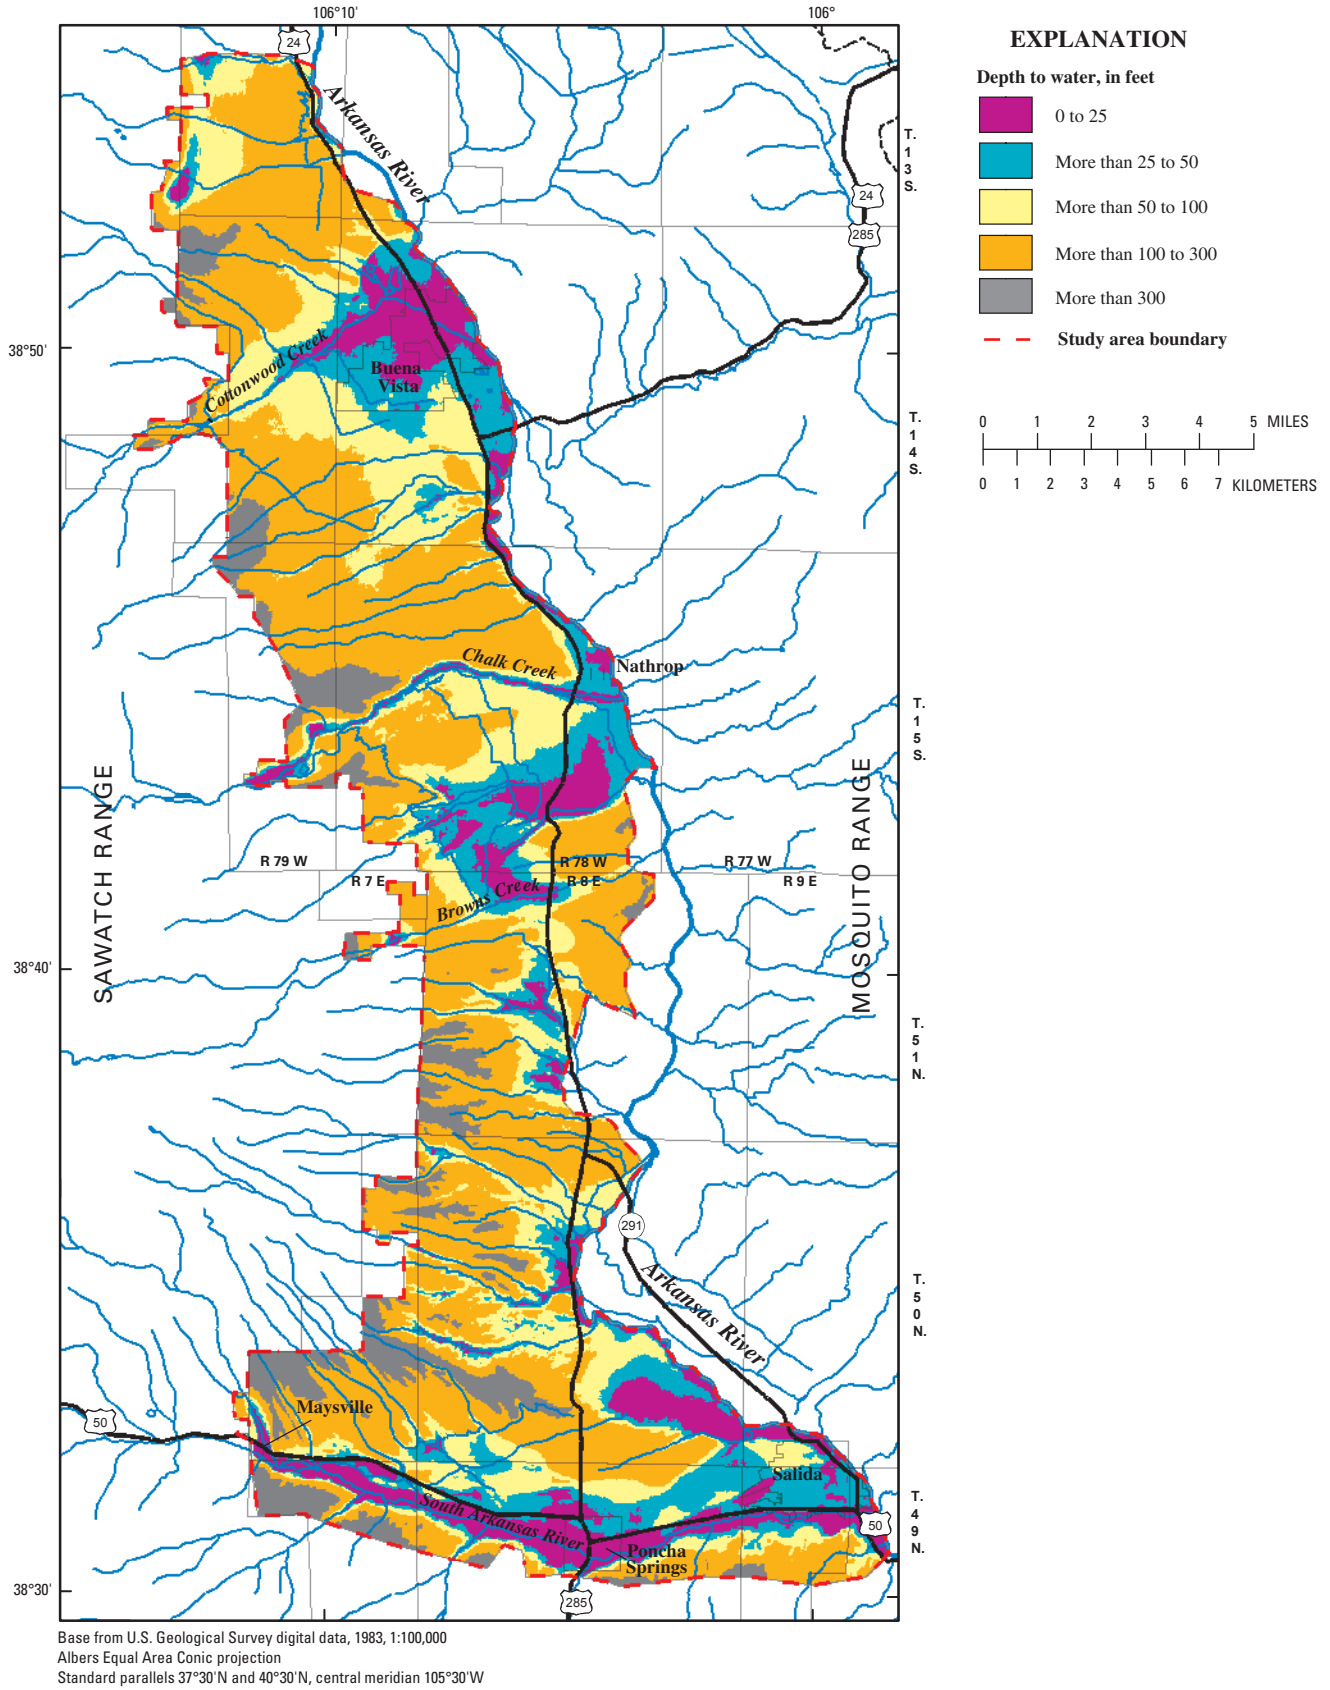 106°10'
106°
24
EXPLANATION
Depth to water, in feet
0 to 25
More than 25 to 50
More than 50 to 100
More than 100 to 300
More than 300
Study area boundary
0 1 2 3 4 5 MILES
0 1 2 3 4 5 6 7 KILOMETERS
Arkansas River
T.
1
3
S.
24
285
38°50'
Cottonwood Creek
Buena
Vista
T.
1
4
S.
Chalk Creek
Nathrop
T.
1
5
S.
SAWATCH RANGE
MOSQUITO RANGE
R 79 W
R 78 W
R 77 W
R 7 E
R 8 E
R 9 E
Browns Creek
38°40'
T.
5
1
N.
291
Arkansas River
T.
5
0
N.
Maysville
50
Salida
South Arkansas River
T.
4
9
N.
50
Poncha
Springs
38°30'
285
Base from U.S. Geological Survey digital data, 1983, 1:100,000
Albers Equal Area Conic projection
Standard parallels 37°30'N and 40°30'N, central meridian 105°30'W